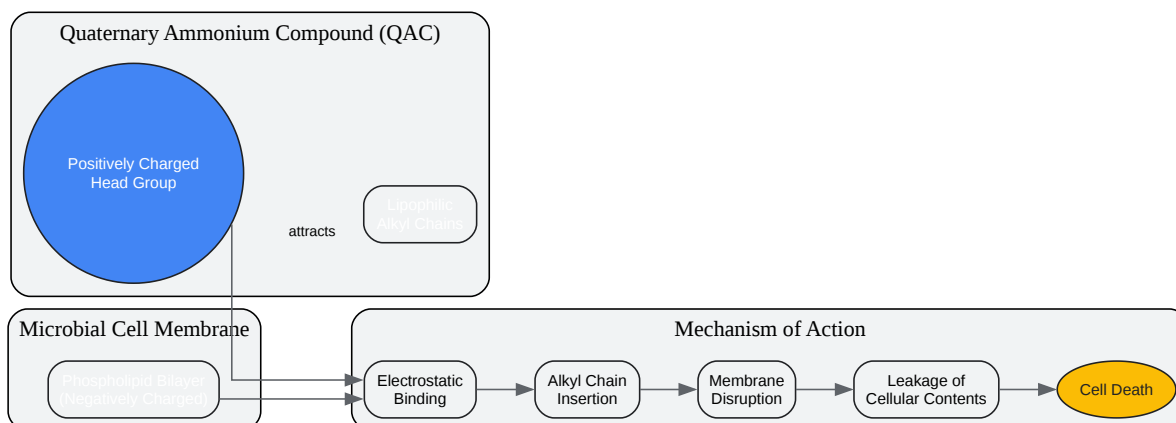 Quaternary Ammonium Compound (QAC)
Positively Charged
Head Group
Lipophilic
Alkyl Chains
attracts
Microbial Cell Membrane
Phospholipid Bilayer
(Negatively Charged)
Mechanism of Action
Electrostatic
Binding
Alkyl Chain
Insertion
Membrane
Disruption
Leakage of
Cellular Contents
Cell Death